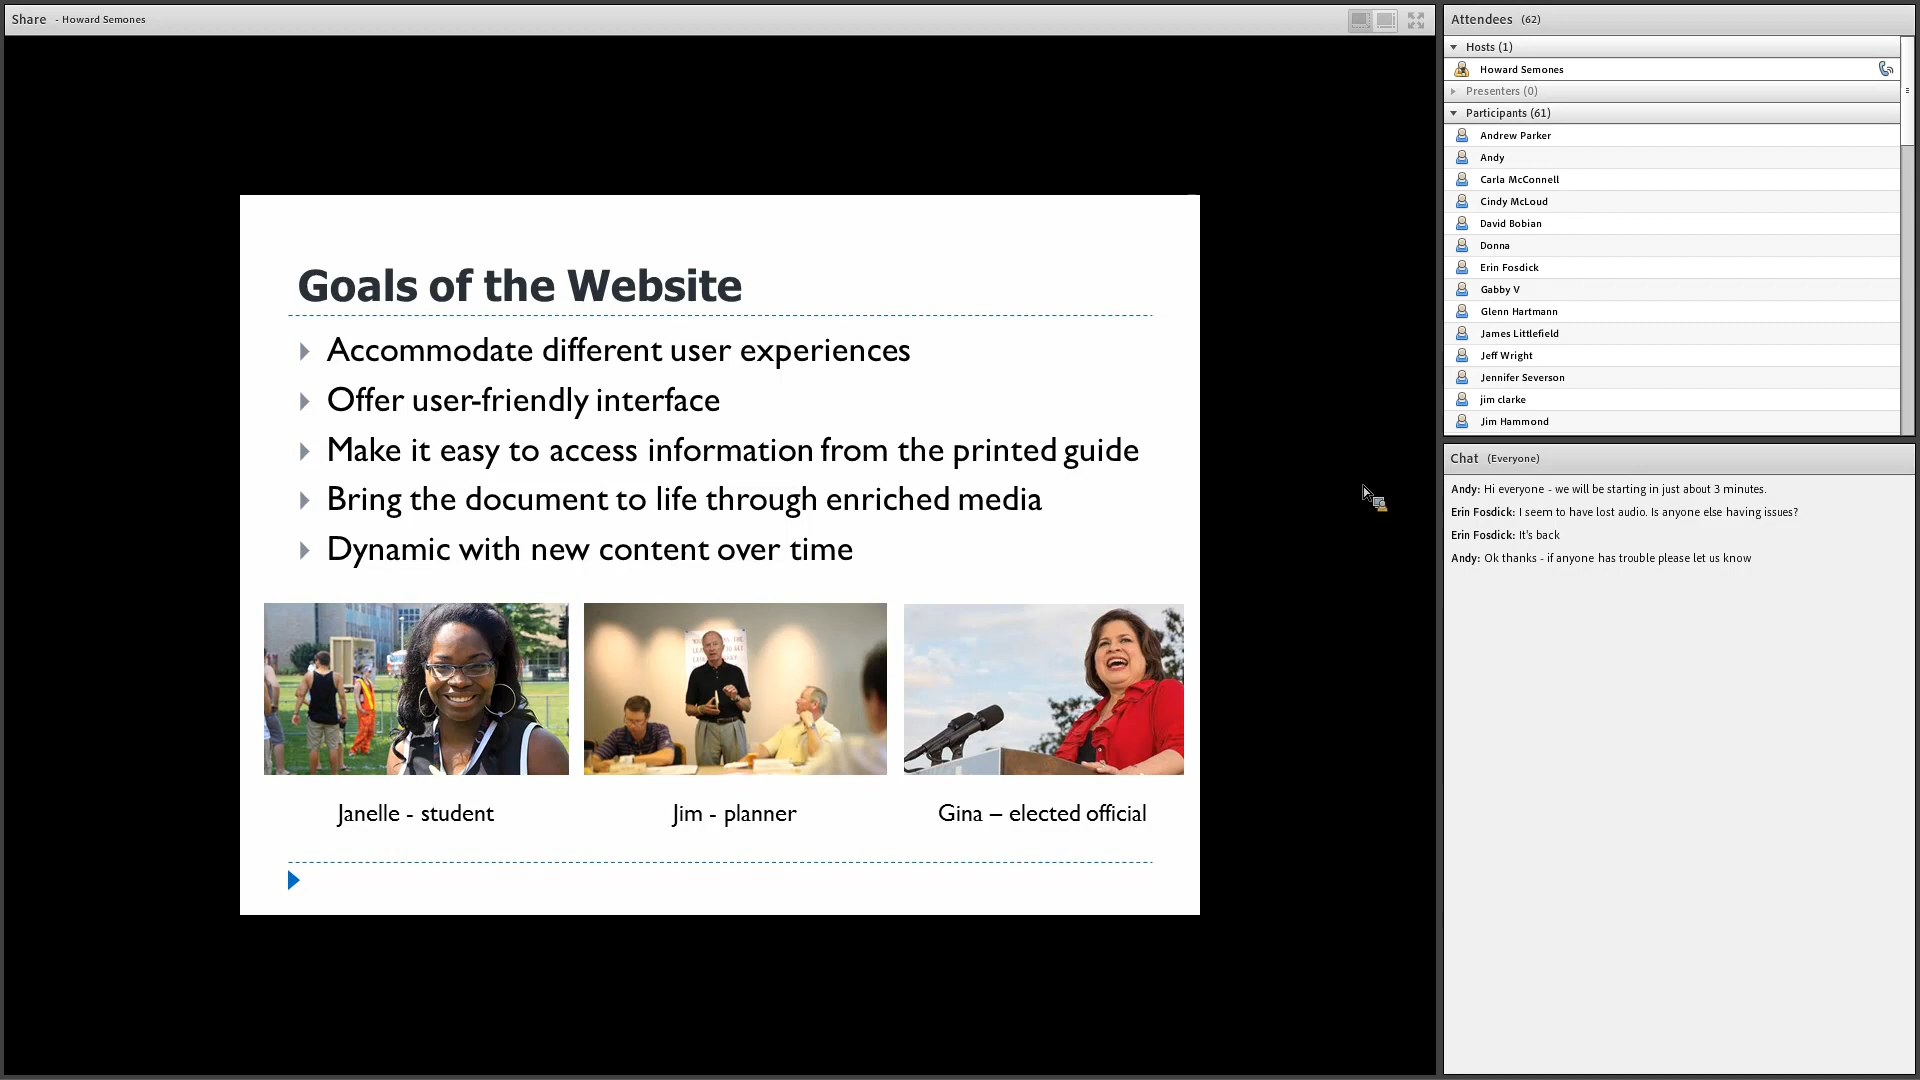 Share - Howard Semones
Goals of the Website
Accommodate different user experiences
Offer user-friendly interface
Make it easy to access information from the printed guide
Bring the document to life through enriched media
Dynamic with new content over time
Janelle - student
Jim - planner
Gina – elected official
Attendees (62)
Hosts (1)
Howard Semones
Presenters (0)
Participants (61)
Andrew Parker
Andy
Carla McConnell
Cindy McLoud
David Bobian
Donna
Erin Fosdick
Gabby V
Glenn Hartmann
James Littlefield
Jeff Wright
Jennifer Severson
jim clarke
Jim Hammond
Chat (Everyone)
Andy: Hi everyone - we will be starting in just about 3 minutes.
Erin Fosdick: I seem to have lost audio. Is anyone else having issues?
Erin Fosdick: It's back
Andy: Ok thanks - if anyone has trouble please let us know